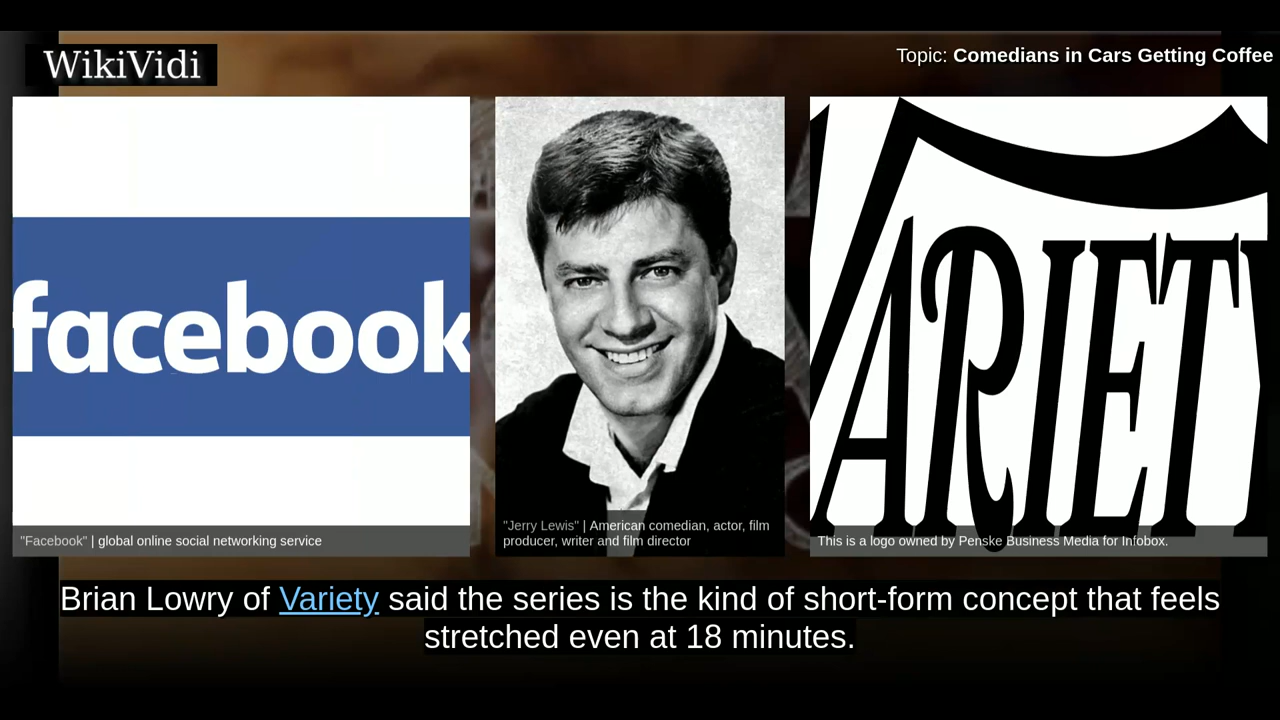 WikiVidi
Topic: Comedians in Cars Getting Coffee
facebook
"Facebook" | global online social networking service
"Jerry Lewis" | American comedian, actor, film
producer, writer and film director
VARIETY
This is a logo owned by Penske Business Media for Infobox.
Brian Lowry of Variety said the series is the kind of short-form concept that feels
stretched even at 18 minutes.